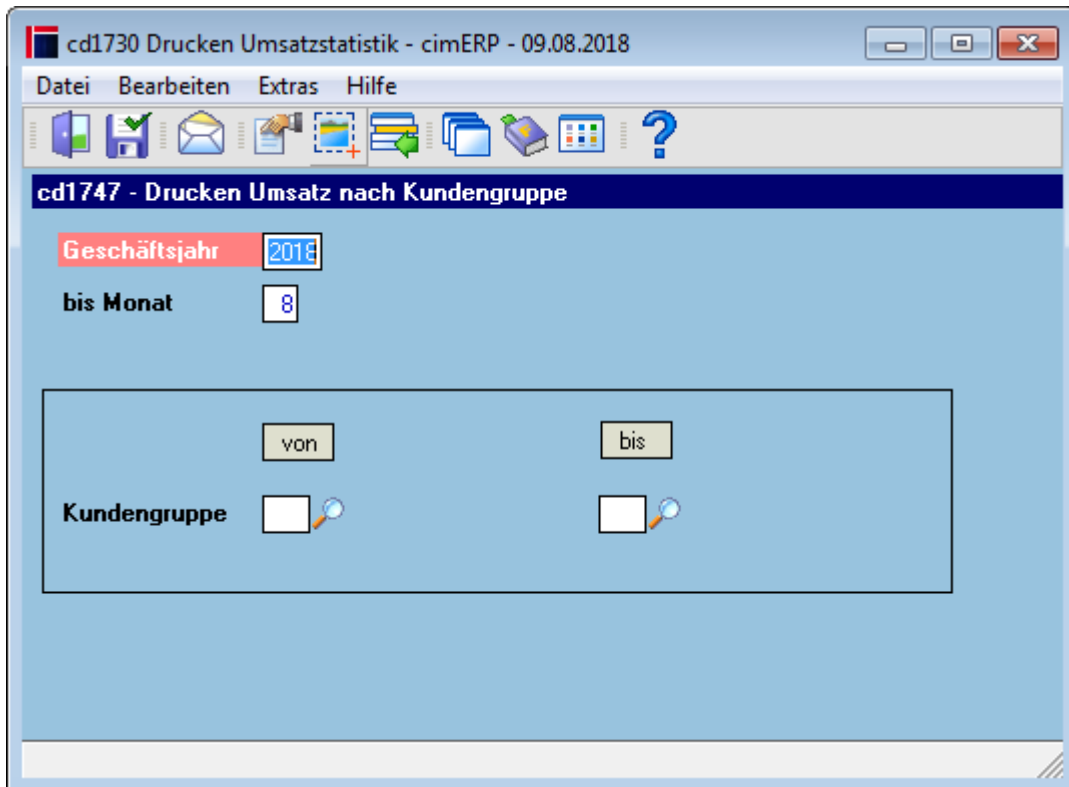 cd1730 Drucken Umsatzstatistik - cimERP - 09.08.2018
Datei Bearbeiten Extras Hilfe
cd1747 - Drucken Umsatz nach Kundengruppe
Geschäftsjahr 2018
bis Monat 8
von bis
Kundengruppe